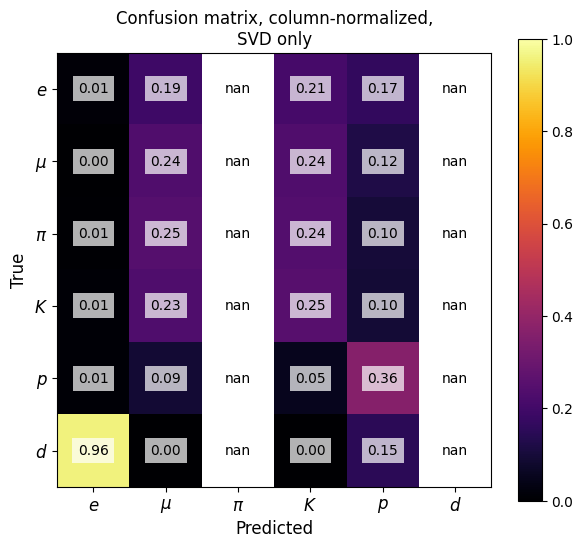 Confusion matrix, column-normalized,
SVD only
1.0
e 0.01 0.19 nan 0.21 0.17 nan
μ 0.00 0.24 nan 0.24 0.12 nan
0.8
π 0.01 0.25 nan 0.24 0.10 nan
0.6
True
K 0.01 0.23 nan 0.25 0.10 nan
0.4
p 0.01 0.09 nan 0.05 0.36 nan
0.2
d 0.96 0.00 nan 0.00 0.15 nan
0.0
e μ π K p d
Predicted